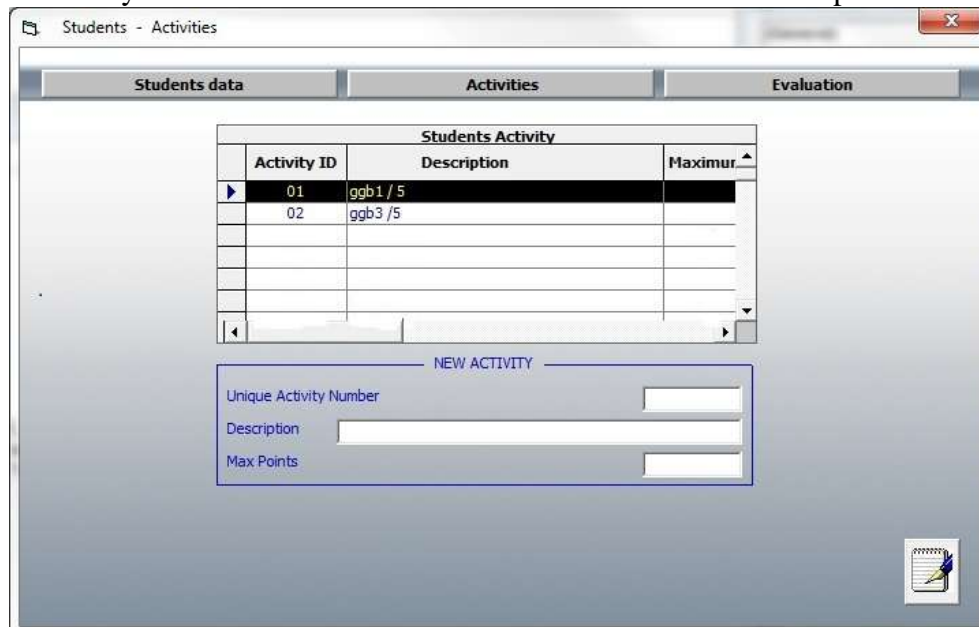 Students - Activities
Students data Activities Evaluation
Students Activity
Activity ID Description Maximur
01 ggb1 / 5
02 ggb3 /5
NEW ACTIVITY
Unique Activity Number
Description
Max Points